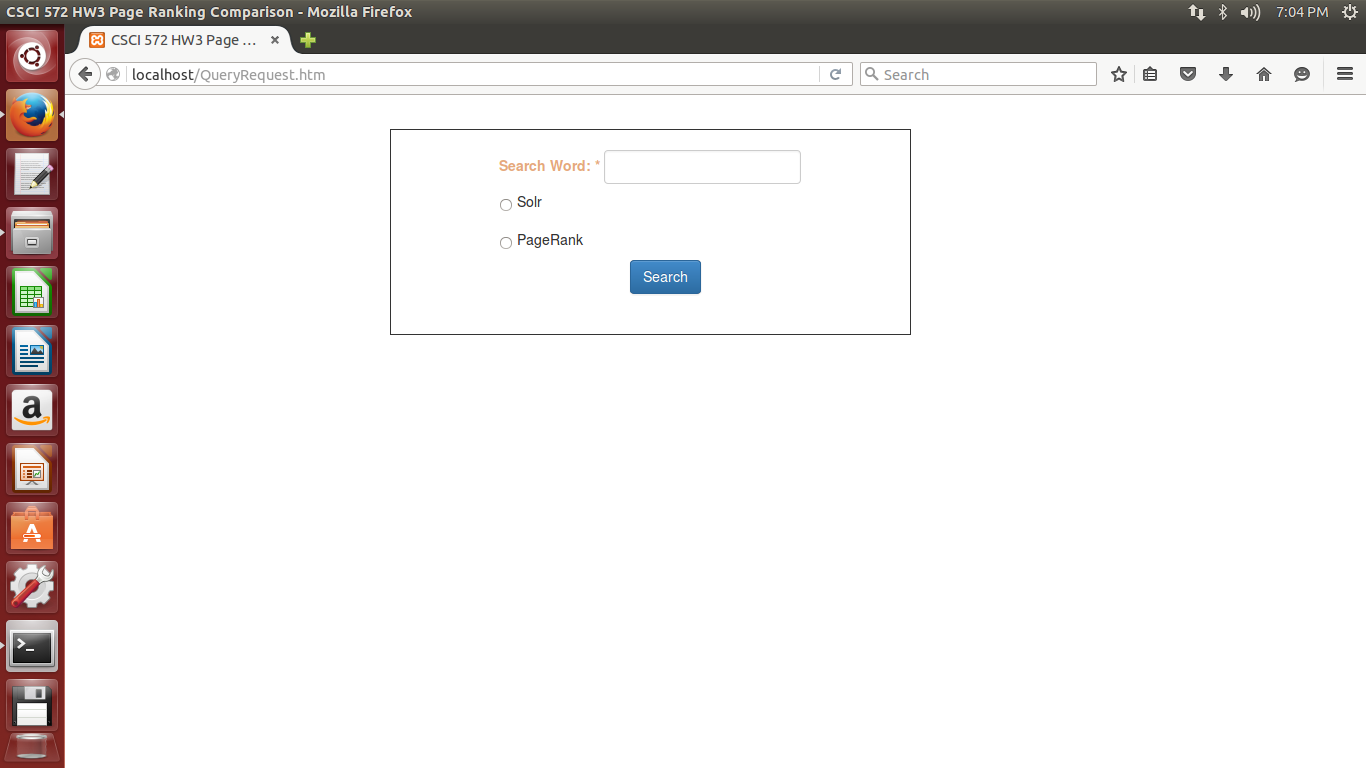 CSCI 572 HW3 Page Ranking Comparison - Mozilla Firefox
7:04 PM
CSCI 572 HW3 Page ...
localhost/QueryRequest.htm
Search
Search Word: *
Solr
PageRank
Search